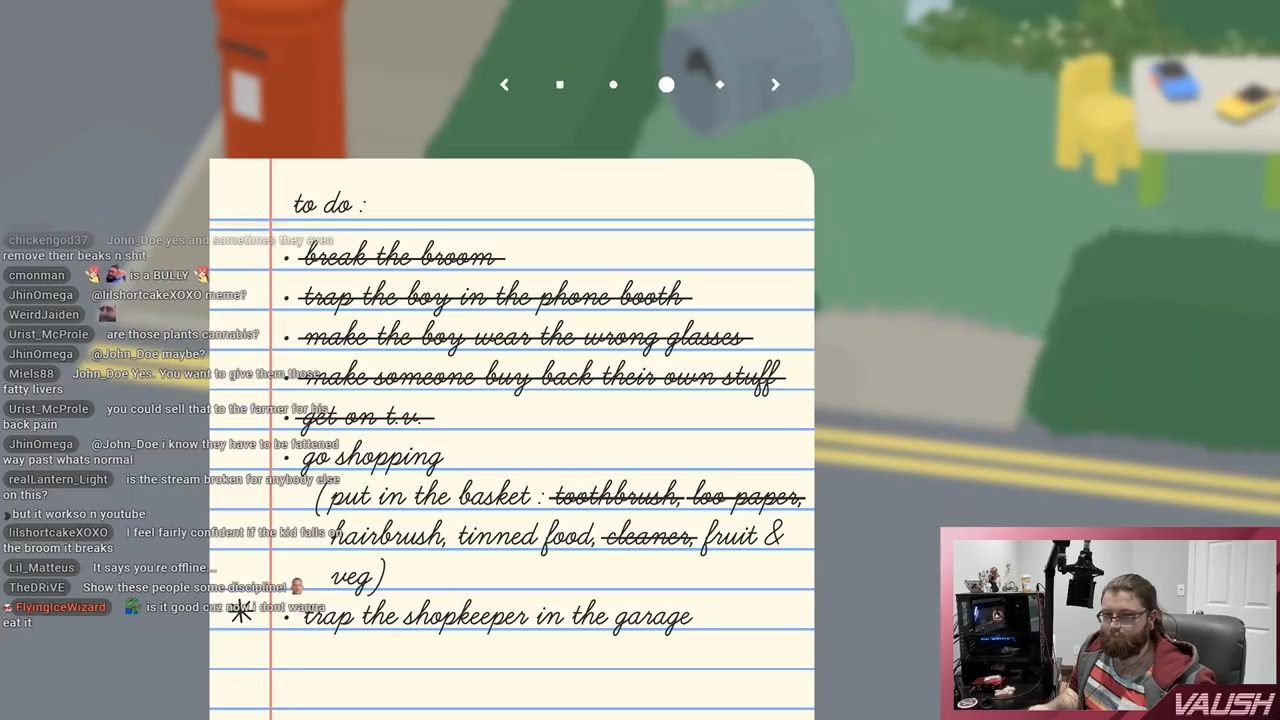 to do :
• break the broom
• trap the boy in the phone booth
• make the boy wear the wrong glasses
• make someone buy back their own stuff
• get on t.v.
• go shopping
(put in the basket : toothbrush, loo paper,
hairbrush, tinned food, cleaner, fruit &
veg)
• trap the shopkeeper in the garage
chickengod37 John_Doe yes and sometimes they even
remove their beaks n shit
cmonman is a BULLY
JhinOmega @lilshortcakeXOXO meme?
WeirdJaiden
Urist_McProle are those plants cannabis?
JhinOmega @John_Doe maybe?
Miels88 John_Doe Yes. You want to give them those
fatty livers
Urist_McProle you could sell that to the farmer for his
back pain
JhinOmega @John_Doe i know they have to be fattened
way past whats normal
realLantern_Light is the stream broken for anybody else
on this?
but it workso n youtube
lilshortcakeXOXO I feel fairly confident if the kid falls on
the broom it breaks
Lil_Matteus It says you're offline...
TheDRiVE Show these people some discipline!
FlyingIceWizard is it good cuz now i dont wanna
eat it
VAUSH